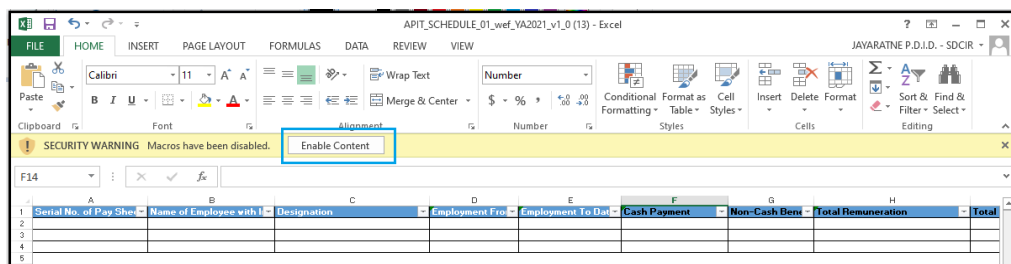 APIT_SCHEDULE_01_wef_YA2021_v1_0 (13) - Excel
FILE HOME INSERT PAGE LAYOUT FORMULAS DATA REVIEW VIEW JAYARATNE P.D.I.D. - SDCIR
Paste
Calibri 11 A A
B I U A
Wrap Text
Merge & Center
Number
$ % ,
Conditional Formatting
Format as Table
Cell Styles
Insert Delete Format
Sort & Filter
Find & Select
Clipboard Font Alignment Number Styles Cells Editing
SECURITY WARNING Macros have been disabled. Enable Content
F14 fx
A B C D E F G H
1 Serial No. of Pay Shee Name of Employee with I Designation Employment Fro Employment To Dat Cash Payment Non-Cash Bene Total Remuneration Total
2
3
4
5